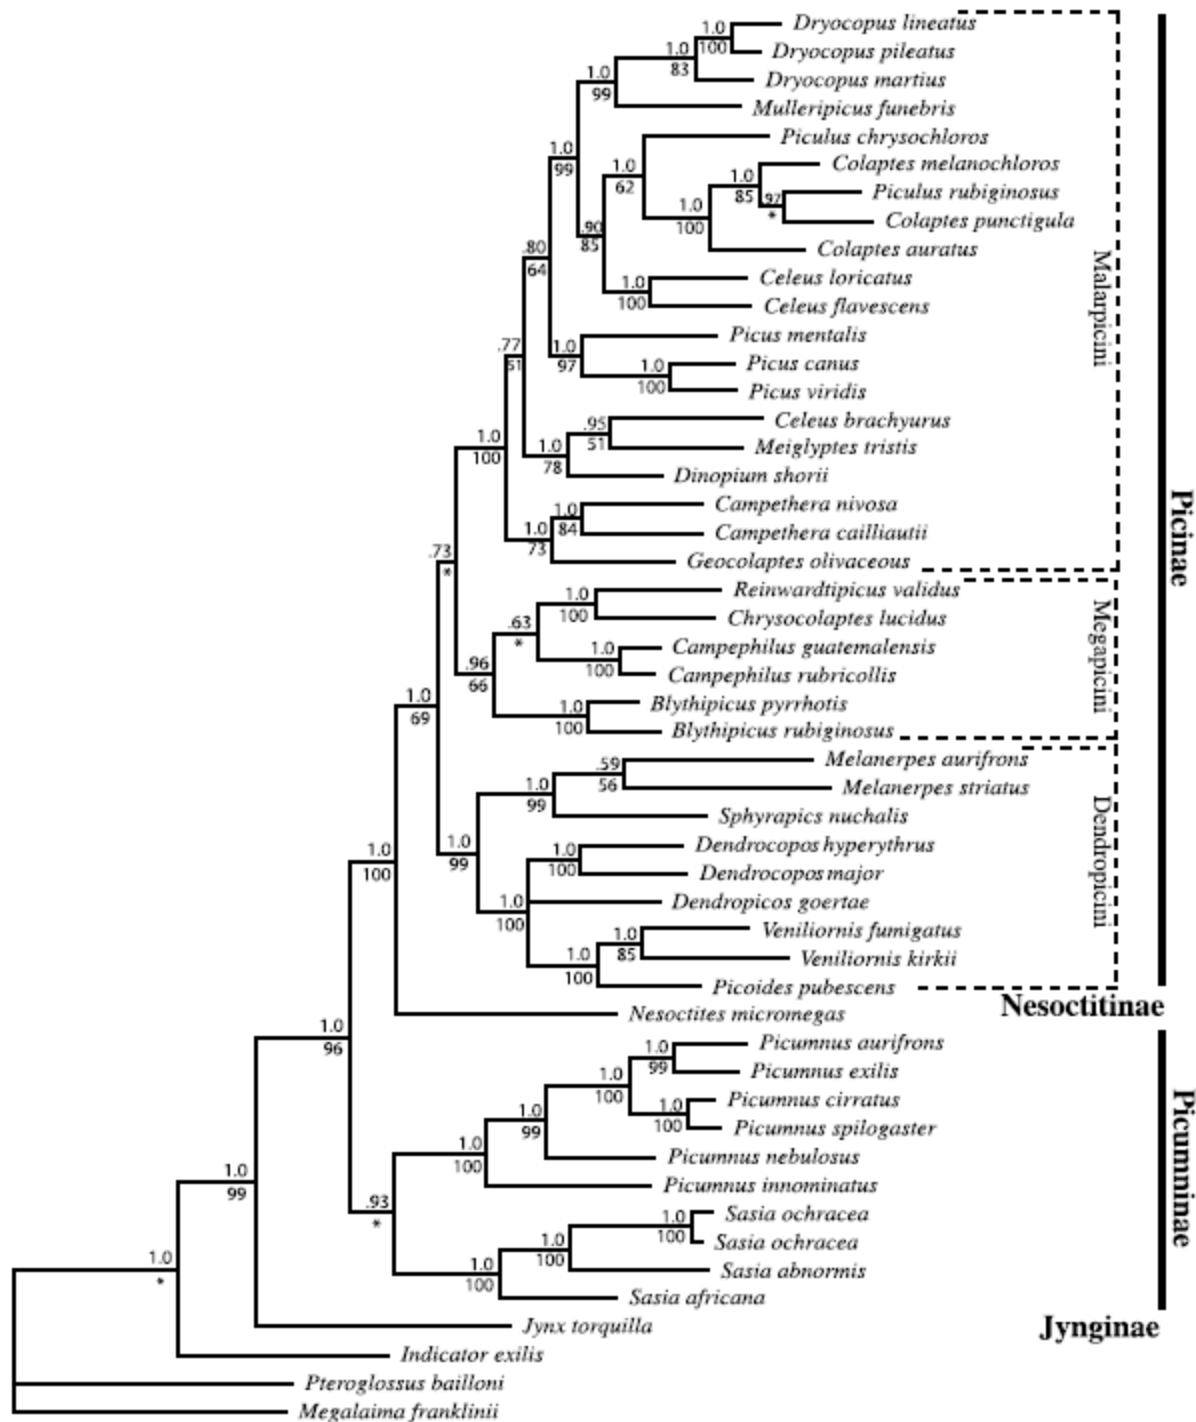 1.0
100
Dryocopus lineatus
Dryocopus pileatus
1.0
83
Dryocopus martius
1.0
99
Mulleripicus funebris
1.0
99
Piculus chrysochloros
1.0
62
Colaptes melanochloros
1.0
85
Piculus rubiginosus
.97
*
Colaptes punctigula
1.0
100
Colaptes auratus
.90
85
Celeus loricatus
1.0
100
Celeus flavescens
.80
64
Picus mentalis
1.0
97
Picus canus
1.0
100
Picus viridis
.77
51
Celeus brachyurus
.95
51
Meiglyptes tristis
1.0
78
Dinopium shorii
1.0
100
Campethera nivosa
1.0
84
Campethera cailliautii
1.0
73
Geocolaptes olivaceous
Malarpicini
.73
*
Reinwardtipicus validus
1.0
100
Chrysocolaptes lucidus
.63
*
Campephilus guatemalensis
1.0
100
Campephilus rubricollis
.96
66
Blythipicus pyrrhotis
1.0
100
Blythipicus rubiginosus
Megapicini
1.0
69
Melanerpes aurifrons
.59
56
Melanerpes striatus
1.0
99
Sphyrapics nuchalis
1.0
99
Dendrocopos hyperythrus
1.0
100
Dendrocopos major
Dendropicos goertae
1.0
100
Veniliornis fumigatus
1.0
85
Veniliornis kirkii
1.0
100
Picoides pubescens
Dendropicini
Picinae
1.0
100
Nesoctites micromegas
Nesoctitinae
1.0
96
Picumnus aurifrons
1.0
99
Picumnus exilis
1.0
100
Picumnus cirratus
1.0
100
Picumnus spilogaster
1.0
99
Picumnus nebulosus
1.0
100
Picumnus innominatus
.93
*
Sasia ochracea
1.0
100
Sasia ochracea
1.0
100
Sasia abnormis
1.0
100
Sasia africana
Picumninae
1.0
99
Jynx torquilla
Jynginae
1.0
*
Indicator exilis
Pteroglossus bailloni
Megalaima franklinii